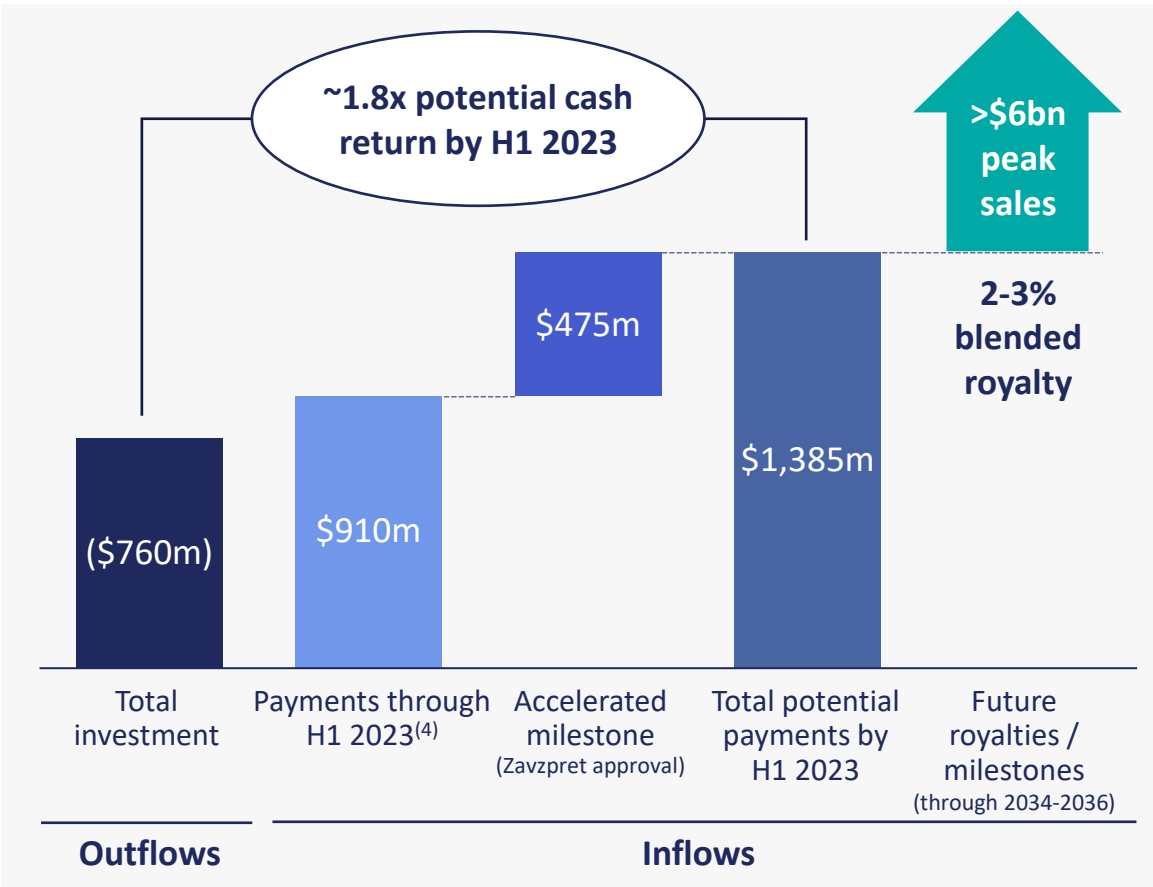 ~1.8x potential cash
return by H1 2023
>$6bn
peak
sales
2-3%
blended
royalty
$475m
$1,385m
$910m
($760m)
Total
investment
Payments through
H1 2023(4)
Accelerated
milestone
(Zavzpret approval)
Total potential
payments by
H1 2023
Future
royalties /
milestones
(through 2034-2036)
Outflows
Inflows